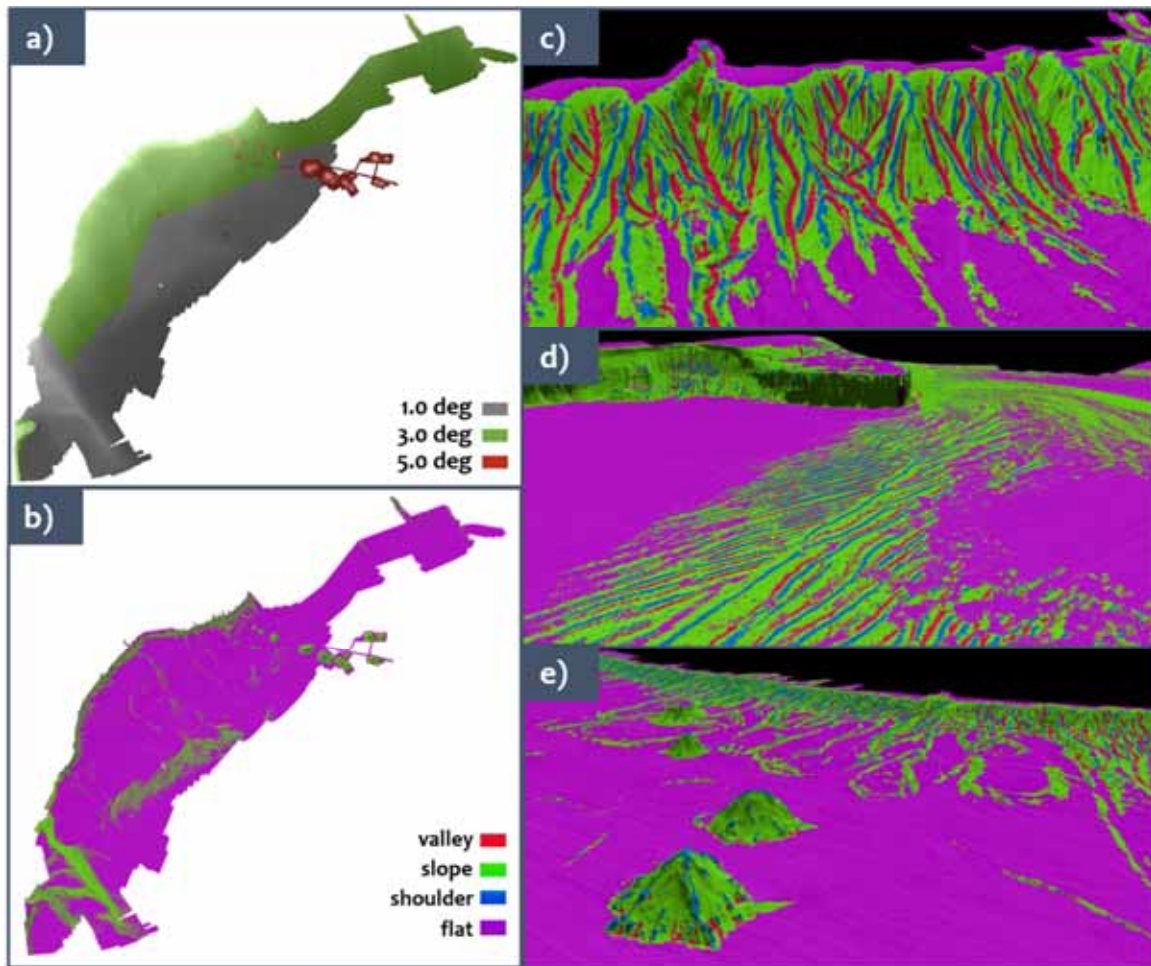 a)
1.0 deg
3.0 deg
5.0 deg
b)
valley
slope
shoulder
flat
c)
d)
e)